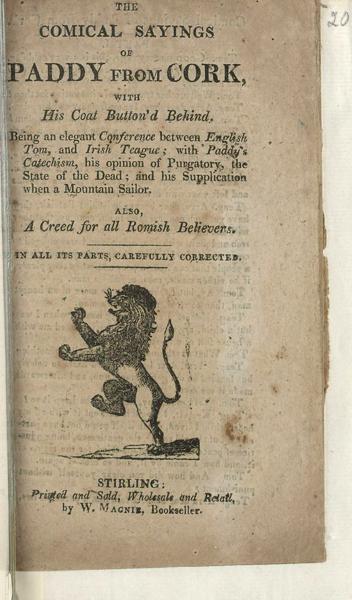 20
THE
COMICAL SAYINGS
OF
PADDY FROM CORK,
WITH
His Coat Button'd Behind.
Being an elegant Conference between English
Tom, and Irish Teague; with Paddy's
Catechism, his opinion of Purgatory, the
State of the Dead; and his Supplication
when a Mountain Sailor.
ALSO,
A Creed for all Romish Believers.
IN ALL ITS PARTS, CAREFULLY CORRECTED.
STIRLING:
Printed and Sold, Wholesale and Retail,
by W. MACNIE, Bookseller.